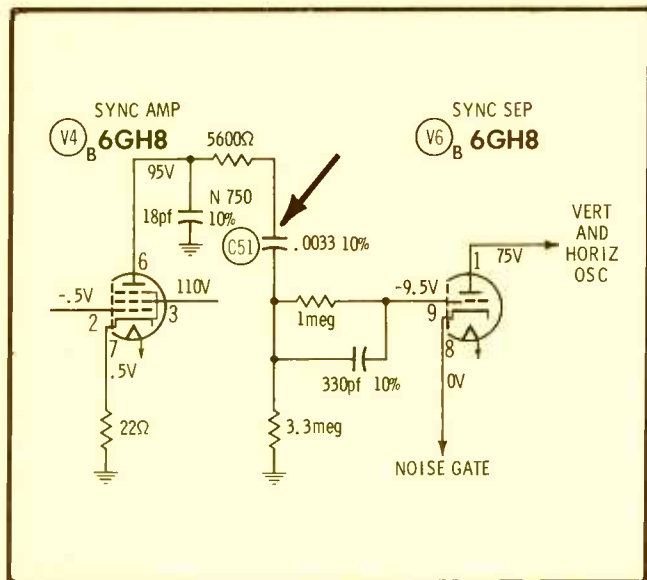 SYNC AMP
V4 B 6GH8
SYNC SEP
V6 B 6GH8
5600Ω
95V
N 750
18pf 10%
C51 .0033 10%
VERT
AND
HORIZ
OSC
1 75V
6
-.5V
110V
2 3
7
.5V
1meg
-9.5V
9
8
330pf 10%
0V
22Ω
3.3meg
NOISE GATE